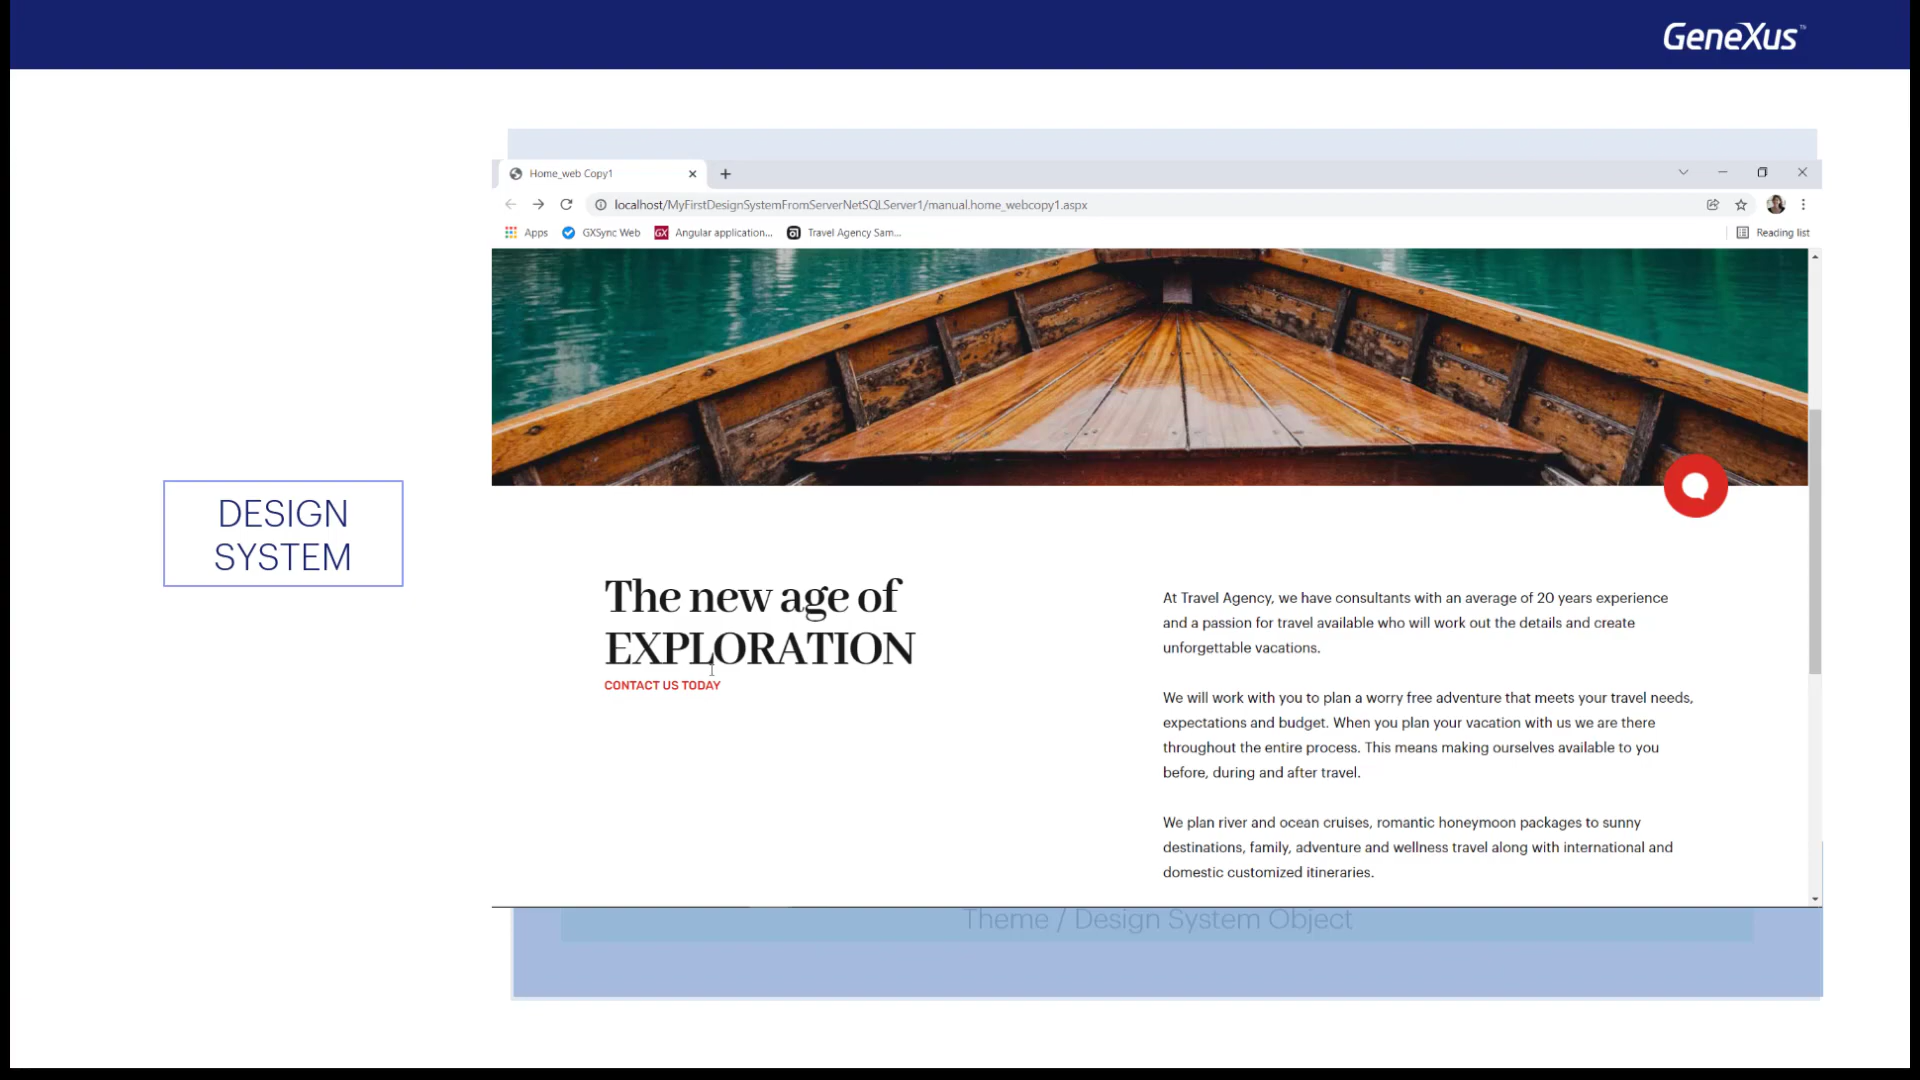 GeneXus™
Home_web Copy1
localhost/MyFirstDesignSystemFromServerNetSQLServer1/manual.home_webcopy1.aspx
Apps
GXSync Web
GX
Angular application...
Travel Agency Sam...
Reading list
DESIGN
SYSTEM
The new age of
EXPLORATION
CONTACT US TODAY
At Travel Agency, we have consultants with an average of 20 years experience
and a passion for travel available who will work out the details and create
unforgettable vacations.
We will work with you to plan a worry free adventure that meets your travel needs,
expectations and budget. When you plan your vacation with us we are there
throughout the entire process. This means making ourselves available to you
before, during and after travel.
We plan river and ocean cruises, romantic honeymoon packages to sunny
destinations, family, adventure and wellness travel along with international and
domestic customized itineraries.
Theme / Design System Object